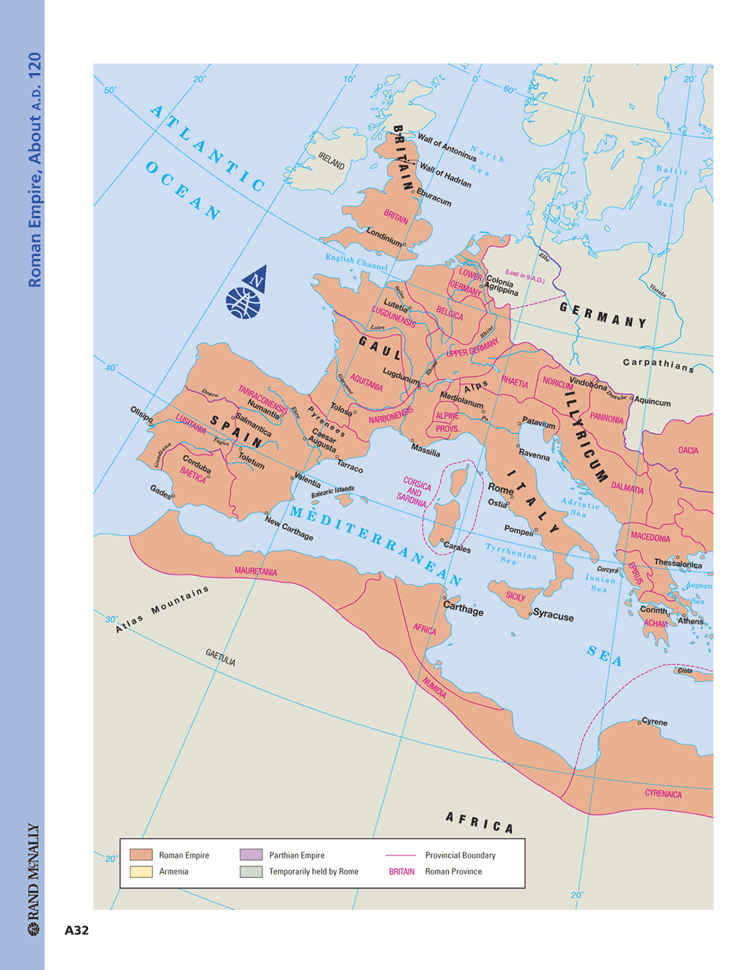 Roman Empire, About A.D. 120
RAND McNALLY
A32
50°
20°
10°
0°
60°
10°
20°
ATLANTIC
OCEAN
IRELAND
BRITAIN
Wall of Antoninus
Wall of Hadrian
Eburacum
BRITAIN
Londinium
North
Sea
Baltic
Sea
English Channel
Elbe
Vistula
(Lost in 9 A.D.)
LOWER
GERMANY
Colonia
Agrippina
GERMANY
Carpathians
Seine
Lutetia
LUGDUNENSIS
BELGICA
Loire
Rhine
GAUL
UPPER GERMANY
AQUITANIA
Lugdunum
Rhone
Garonne
Alps
RHAETIA
NORICUM
Vindobona
Danube
Aquincum
40°
Mediolanum
Po
ALPINE
PROVS.
Patavium
ILLYRICUM
PANNONIA
DACIA
Tolosa
NARBONENSIS
Massilia
Ravenna
Pyrenees
Douro
TARRACONENSIS
Numantia
Ebro
Olisipo
LUSITANIA
Salmantica
SPAIN
Tagus
Toletum
Caesar
Augusta
Tarraco
Guadiana
Corduba
BAETICA
Gades
Valentia
Balearic Islands
New Carthage
CORSICA
AND
SARDINIA
Carales
ITALY
Rome
Ostia
Pompeii
Adriatic
Sea
DALMATIA
MACEDONIA
Thessalonica
EPIRUS
Corcyra
Ionian
Sea
Aegean
Sea
Corinth
ACHAIA
Athens
Tyrrhenian
Sea
MEDITERRANEAN
SEA
SICILY
Syracuse
Crete
MAURETANIA
Carthage
30°
Atlas Mountains
GAETULIA
AFRICA
NUMIDIA
Cyrene
CYRENAICA
AFRICA
20°
20°
Roman Empire
Armenia
Parthian Empire
Temporarily held by Rome
Provincial Boundary
BRITAIN
Roman Province
N